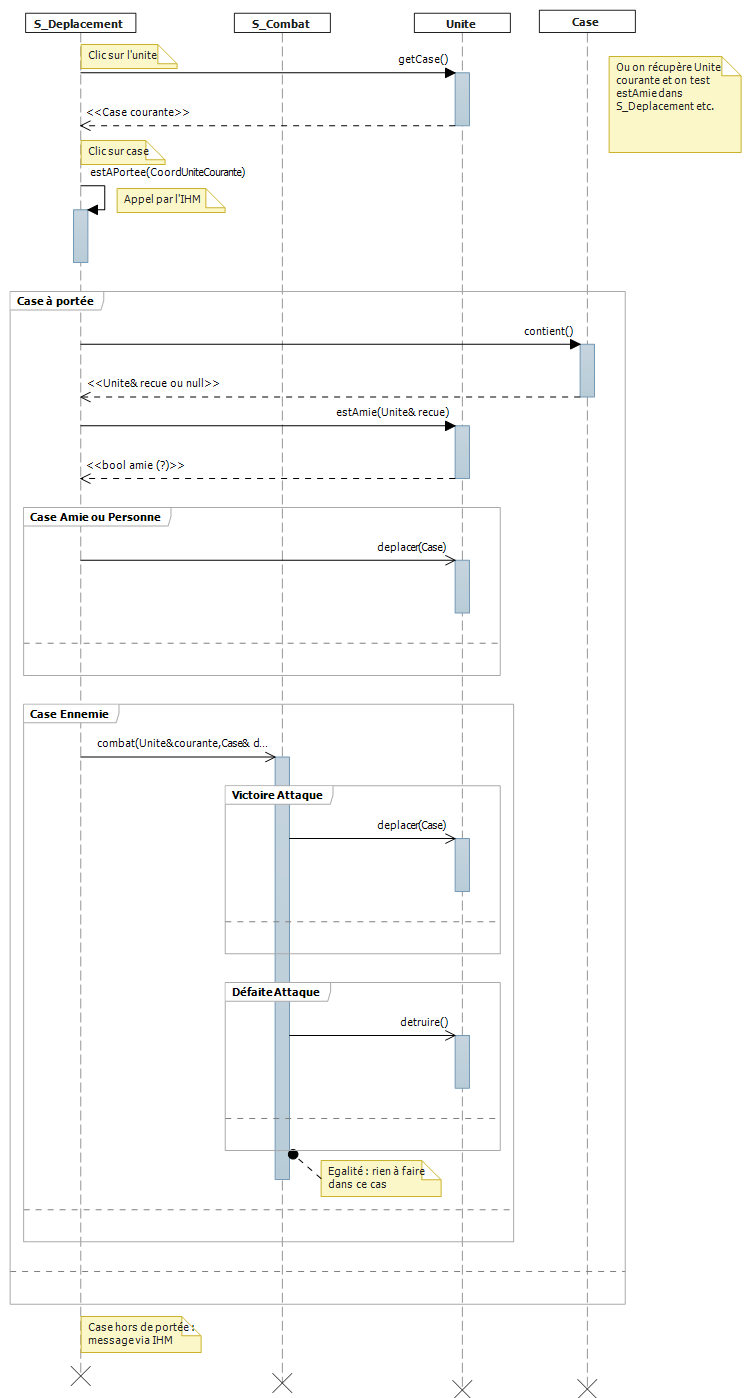 S_Deplacement
S_Combat
Unite
Case
Clic sur l'unite
getCase()
Ou on récupère Unite
courante et on test
estAmie dans
S_Deplacement etc.
<<Case courante>>
Clic sur case
estAPortee(CoordUniteCourante)
Appel par l'IHM
Case à portée
contient()
<<Unite& recue ou null>>
estAmie(Unite& recue)
<<bool amie (?)>>
Case Amie ou Personne
deplacer(Case)
Case Ennemie
combat(Unite&courante,Case& d...
Victoire Attaque
deplacer(Case)
Défaite Attaque
detruire()
Egalité : rien à faire
dans ce cas
Case hors de portée :
message via IHM